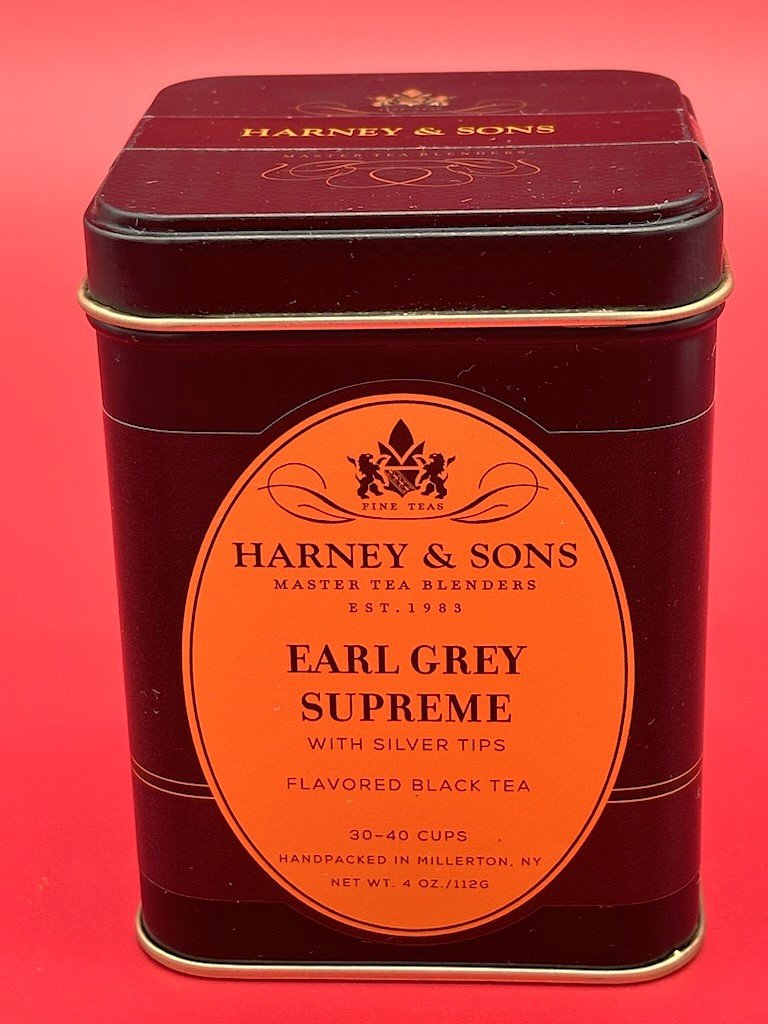 HARNEY & SONS
MASTER TEA BLENDERS
FINE TEAS
HARNEY & SONS
MASTER TEA BLENDERS
EST. 1983
EARL GREY
SUPREME
WITH SILVER TIPS
FLAVORED BLACK TEA
30-40 CUPS
HANDPACKED IN MILLERTON, NY
NET WT. 4 OZ./112G